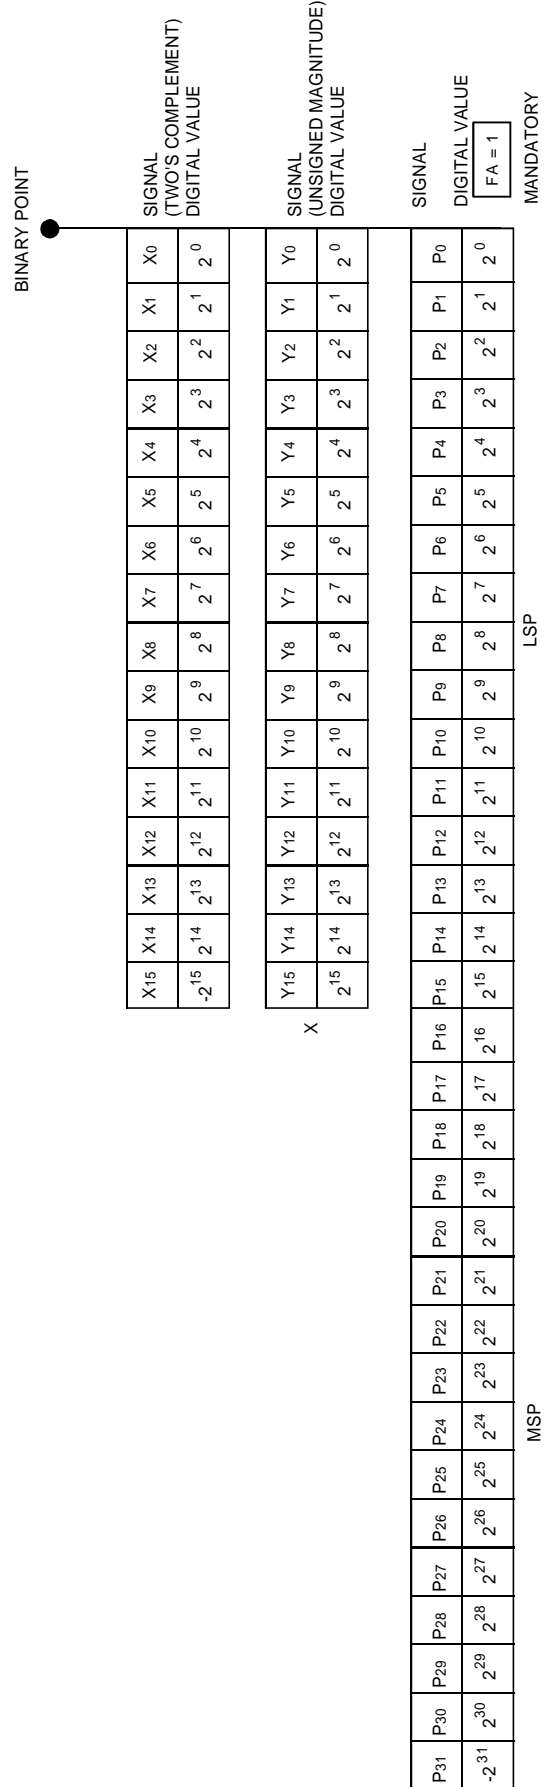 BINARY POINT
X15 X14 X13 X12 X11 X10 X9 X8 X7 X6 X5 X4 X3 X2 X1 X0 SIGNAL
(TWO'S COMPLEMENT)
-2^15 2^14 2^13 2^12 2^11 2^10 2^9 2^8 2^7 2^6 2^5 2^4 2^3 2^2 2^1 2^0 DIGITAL VALUE
Y15 Y14 Y13 Y12 Y11 Y10 Y9 Y8 Y7 Y6 Y5 Y4 Y3 Y2 Y1 Y0 SIGNAL
X (UNSIGNED MAGNITUDE)
2^15 2^14 2^13 2^12 2^11 2^10 2^9 2^8 2^7 2^6 2^5 2^4 2^3 2^2 2^1 2^0 DIGITAL VALUE
P31 P30 P29 P28 P27 P26 P25 P24 P23 P22 P21 P20 P19 P18 P17 P16 P15 P14 P13 P12 P11 P10 P9 P8 P7 P6 P5 P4 P3 P2 P1 P0 SIGNAL
-2^31 2^30 2^29 2^28 2^27 2^26 2^25 2^24 2^23 2^22 2^21 2^20 2^19 2^18 2^17 2^16 2^15 2^14 2^13 2^12 2^11 2^10 2^9 2^8 2^7 2^6 2^5 2^4 2^3 2^2 2^1 2^0 DIGITAL VALUE
FA = 1
MSP LSP MANDATORY